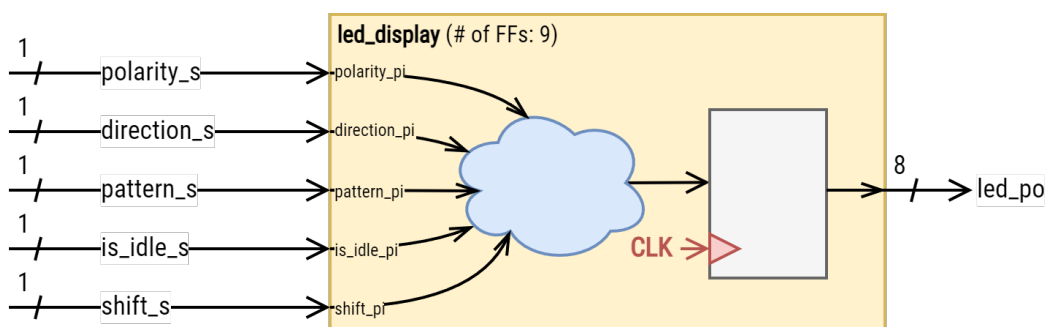 led_display (# of FFs: 9)
1
polarity_s
polarity_pi
1
direction_s
direction_pi
1
pattern_s
pattern_pi
8
led_po
1
is_idle_s
is_idle_pi
CLK
1
shift_s
shift_pi